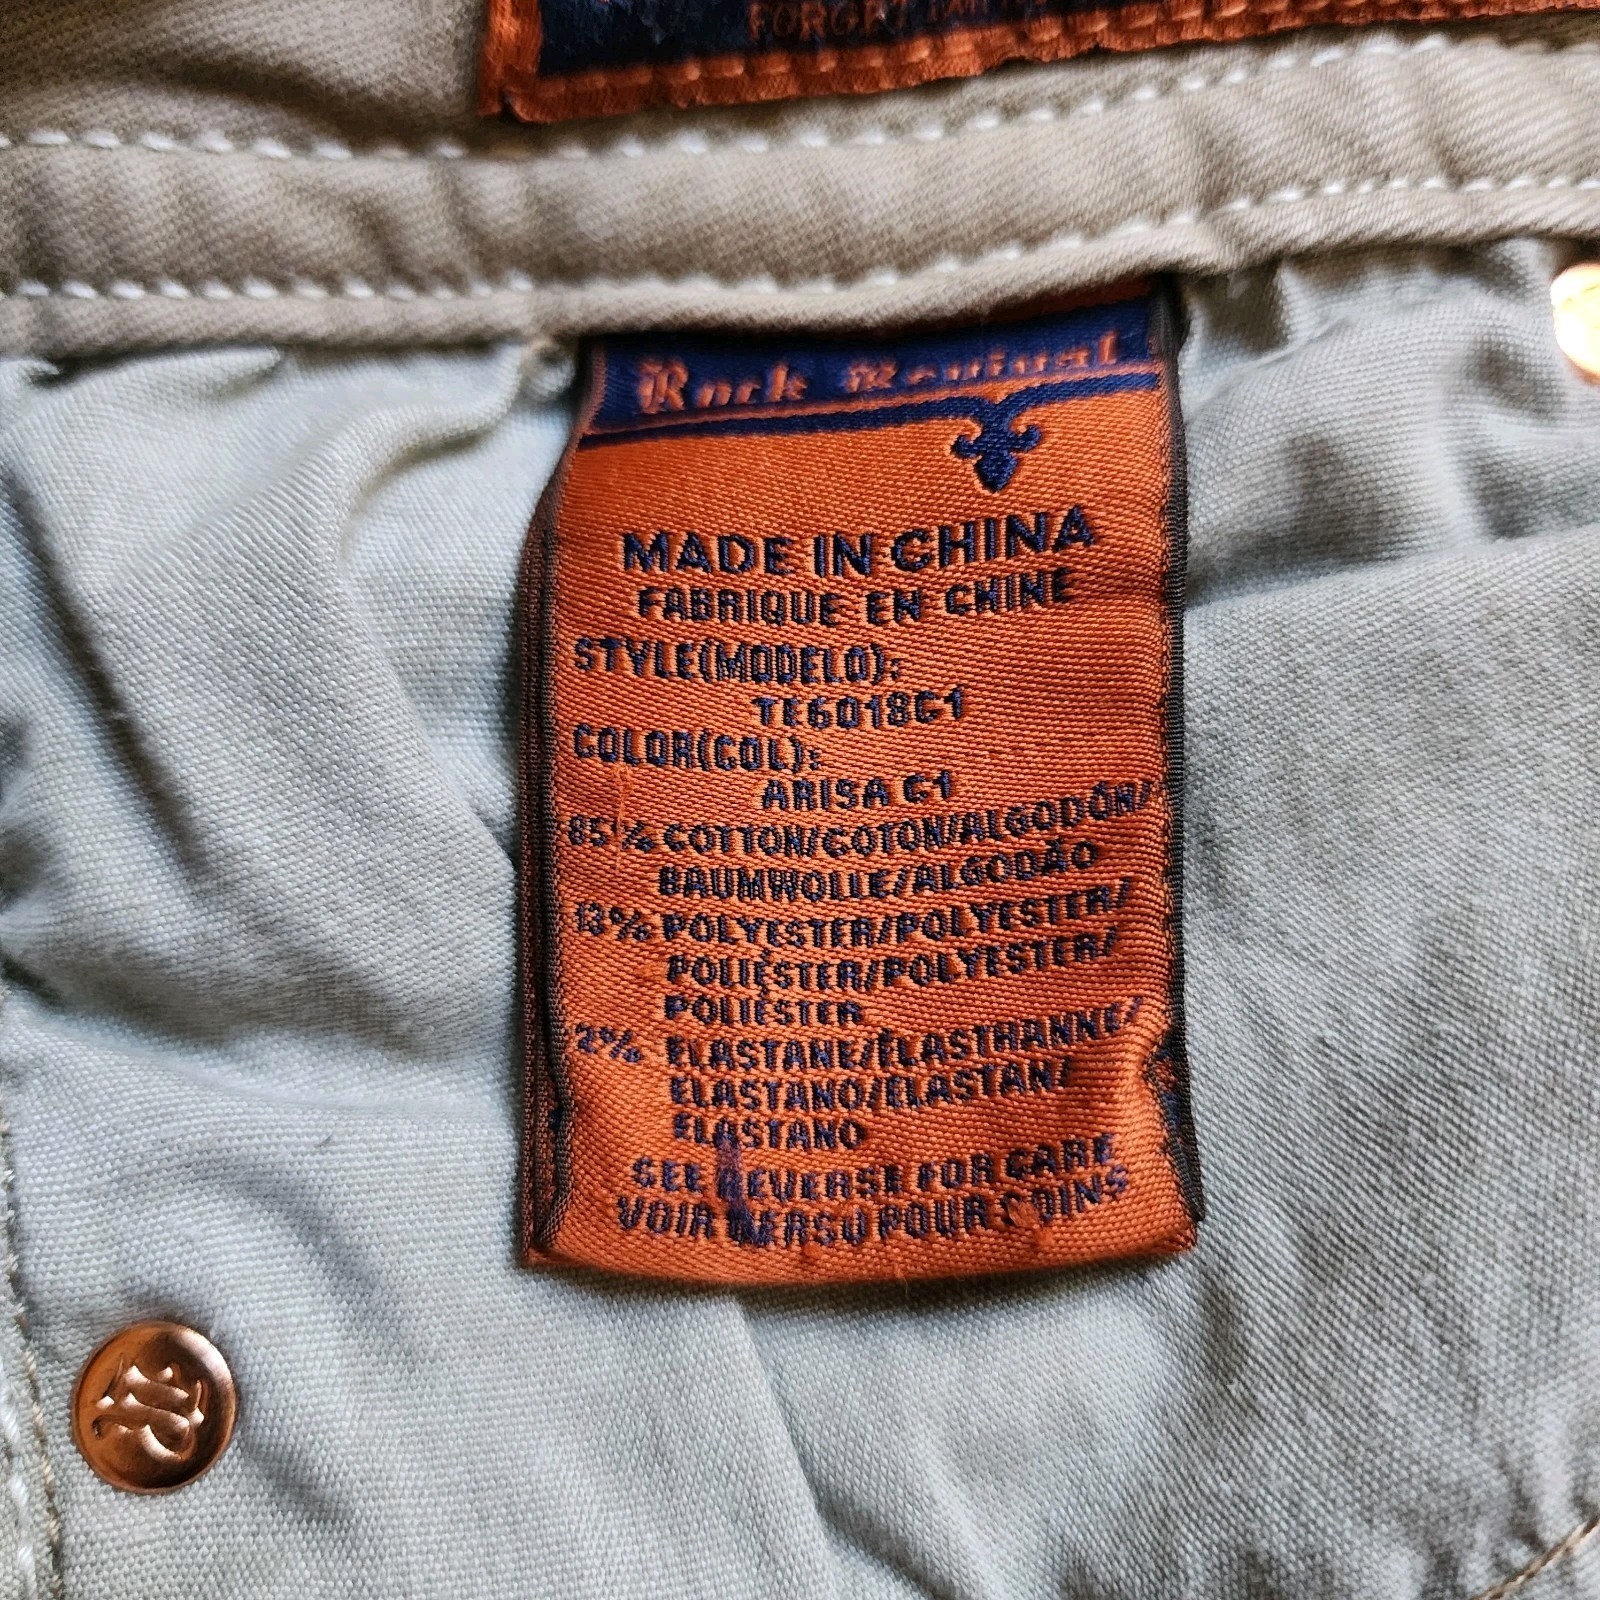 FORGET
Rock Revival
MADE IN CHINA
FABRIQUE EN CHINE
STYLE(MODELO):
TE6018C1
COLOR(COL):
ARISA C1
85% COTTON/COTON/ALGODÓN/
BAUMWOLLE/ALGODÃO
13% POLYESTER/POLYESTER/
POLIÉSTER/POLYESTER/
POLIÉSTER
2% ELASTANE/ÉLASTHANNE/
ELASTANO/ELASTAN/
ELASTANO
SEE REVERSE FOR CARE
VOIR VERSO POUR SOINS